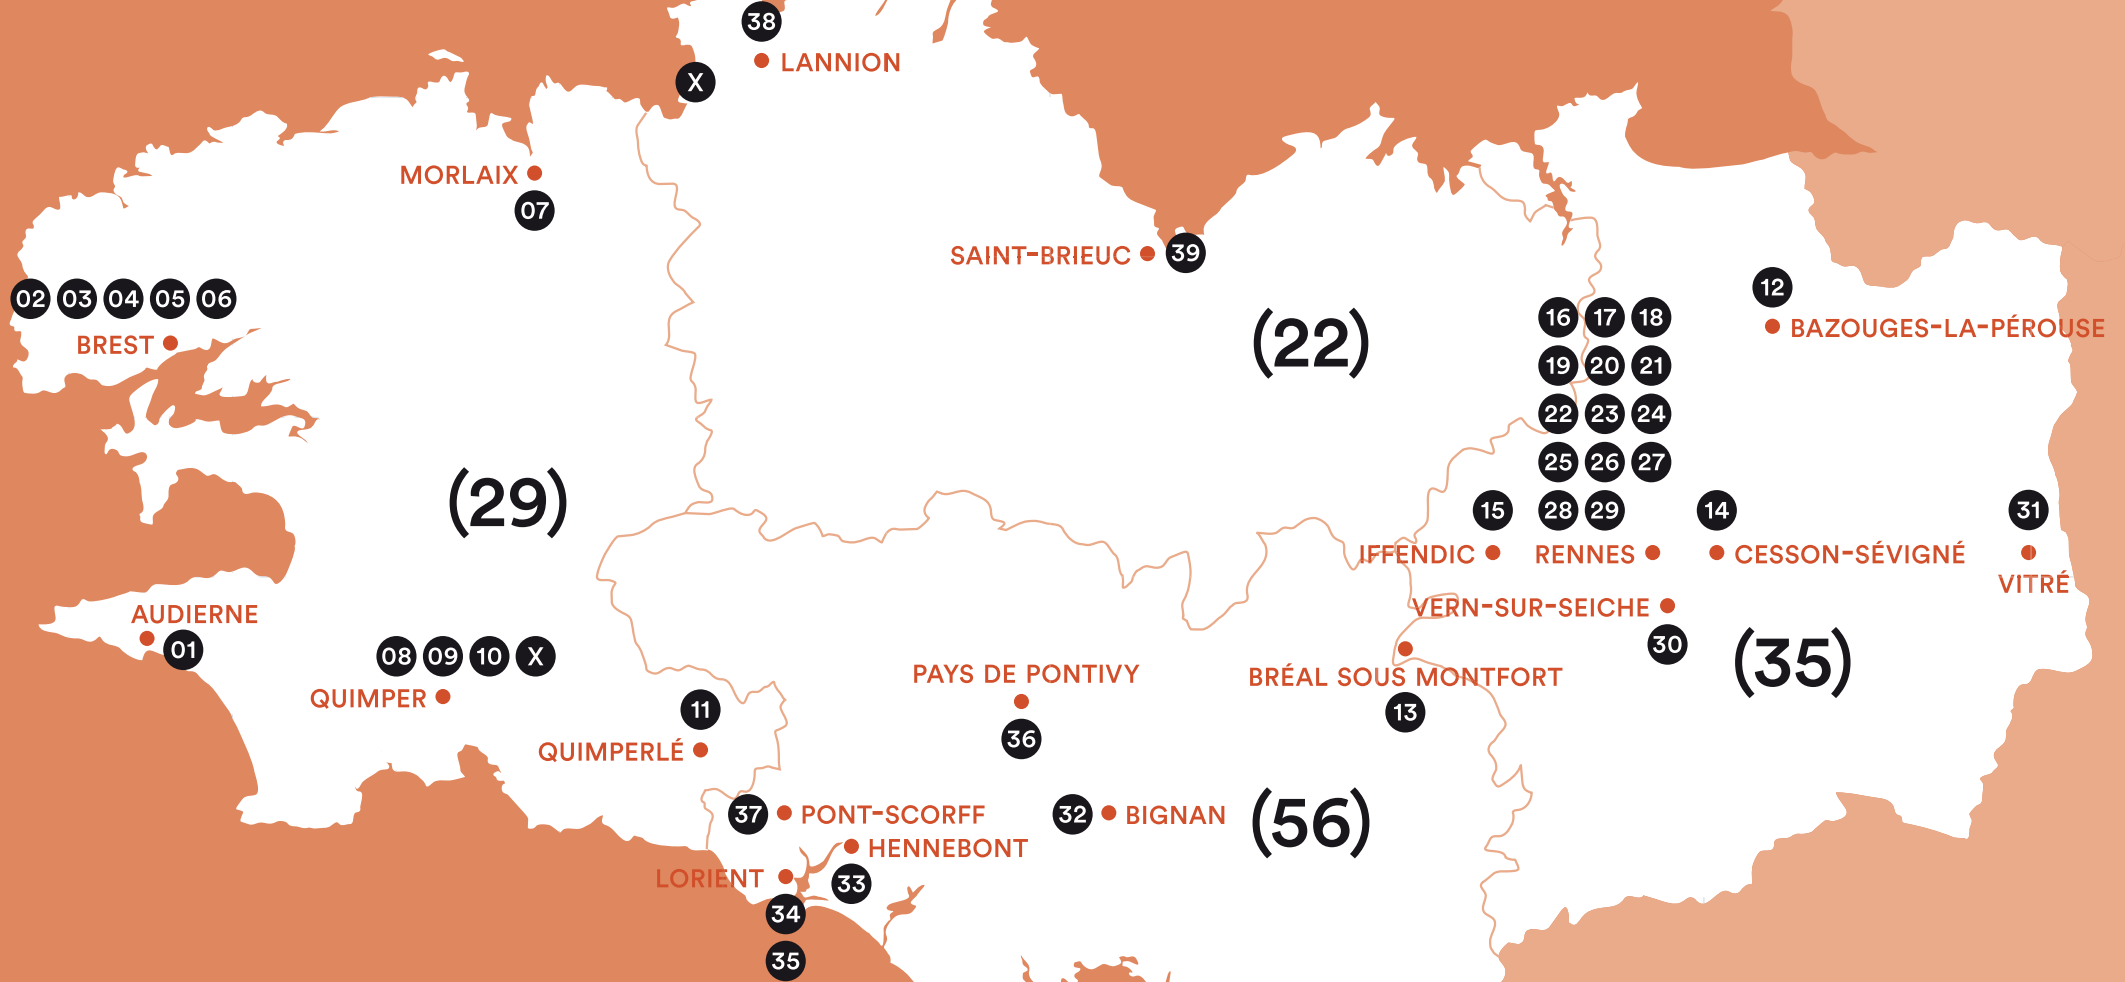 38
LANNION
X
MORLAIX
07
SAINT-BRIEUC 39
02 03 04 05 06
BREST
12
BAZOUGES-LA-PÉROUSE
(22)
16 17 18
19 20 21
22 23 24
25 26 27
28 29
(29)
15
14
31
IFFENDIC
RENNES
CESSON-SÉVIGNÉ
VITRÉ
AUDIERNE
01
VERN-SUR-SEICHE
30
(35)
08 09 10 X
QUIMPER
PAYS DE PONTIVY
36
BRÉAL SOUS MONTFORT
13
11
QUIMPERLÉ
37 PONT-SCORFF
32 BIGNAN
(56)
HENNEBONT
33
LORIENT
34
35